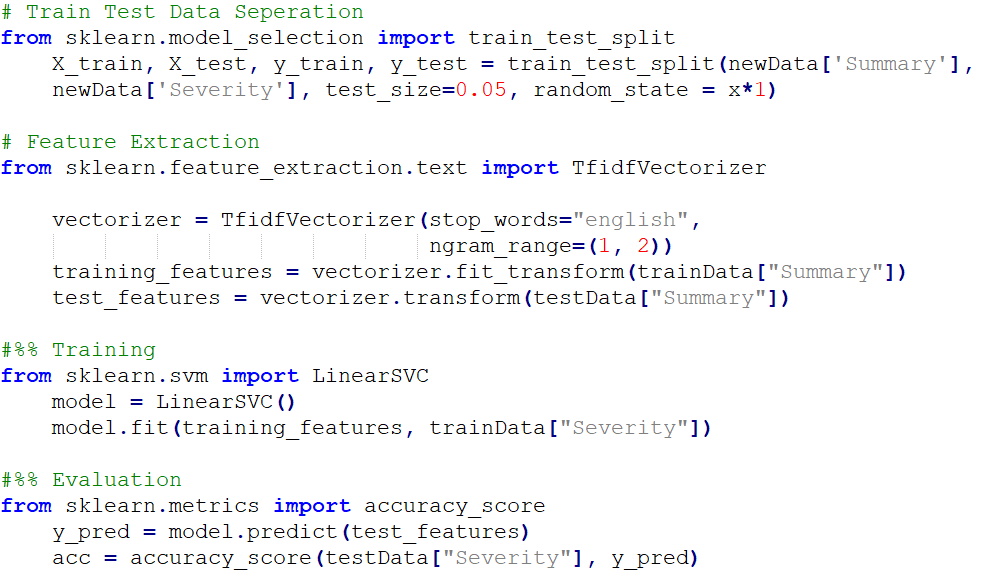 # Train Test Data Seperation
from sklearn.model_selection import train_test_split
    X_train, X_test, y_train, y_test = train_test_split(newData['Summary'],
    newData['Severity'], test_size=0.05, random_state = x*1)

# Feature Extraction
from sklearn.feature_extraction.text import TfidfVectorizer

    vectorizer = TfidfVectorizer(stop_words="english",
                                 ngram_range=(1, 2))
    training_features = vectorizer.fit_transform(trainData["Summary"])
    test_features = vectorizer.transform(testData["Summary"])

#%% Training
from sklearn.svm import LinearSVC
    model = LinearSVC()
    model.fit(training_features, trainData["Severity"])

#%% Evaluation
from sklearn.metrics import accuracy_score
    y_pred = model.predict(test_features)
    acc = accuracy_score(testData["Severity"], y_pred)